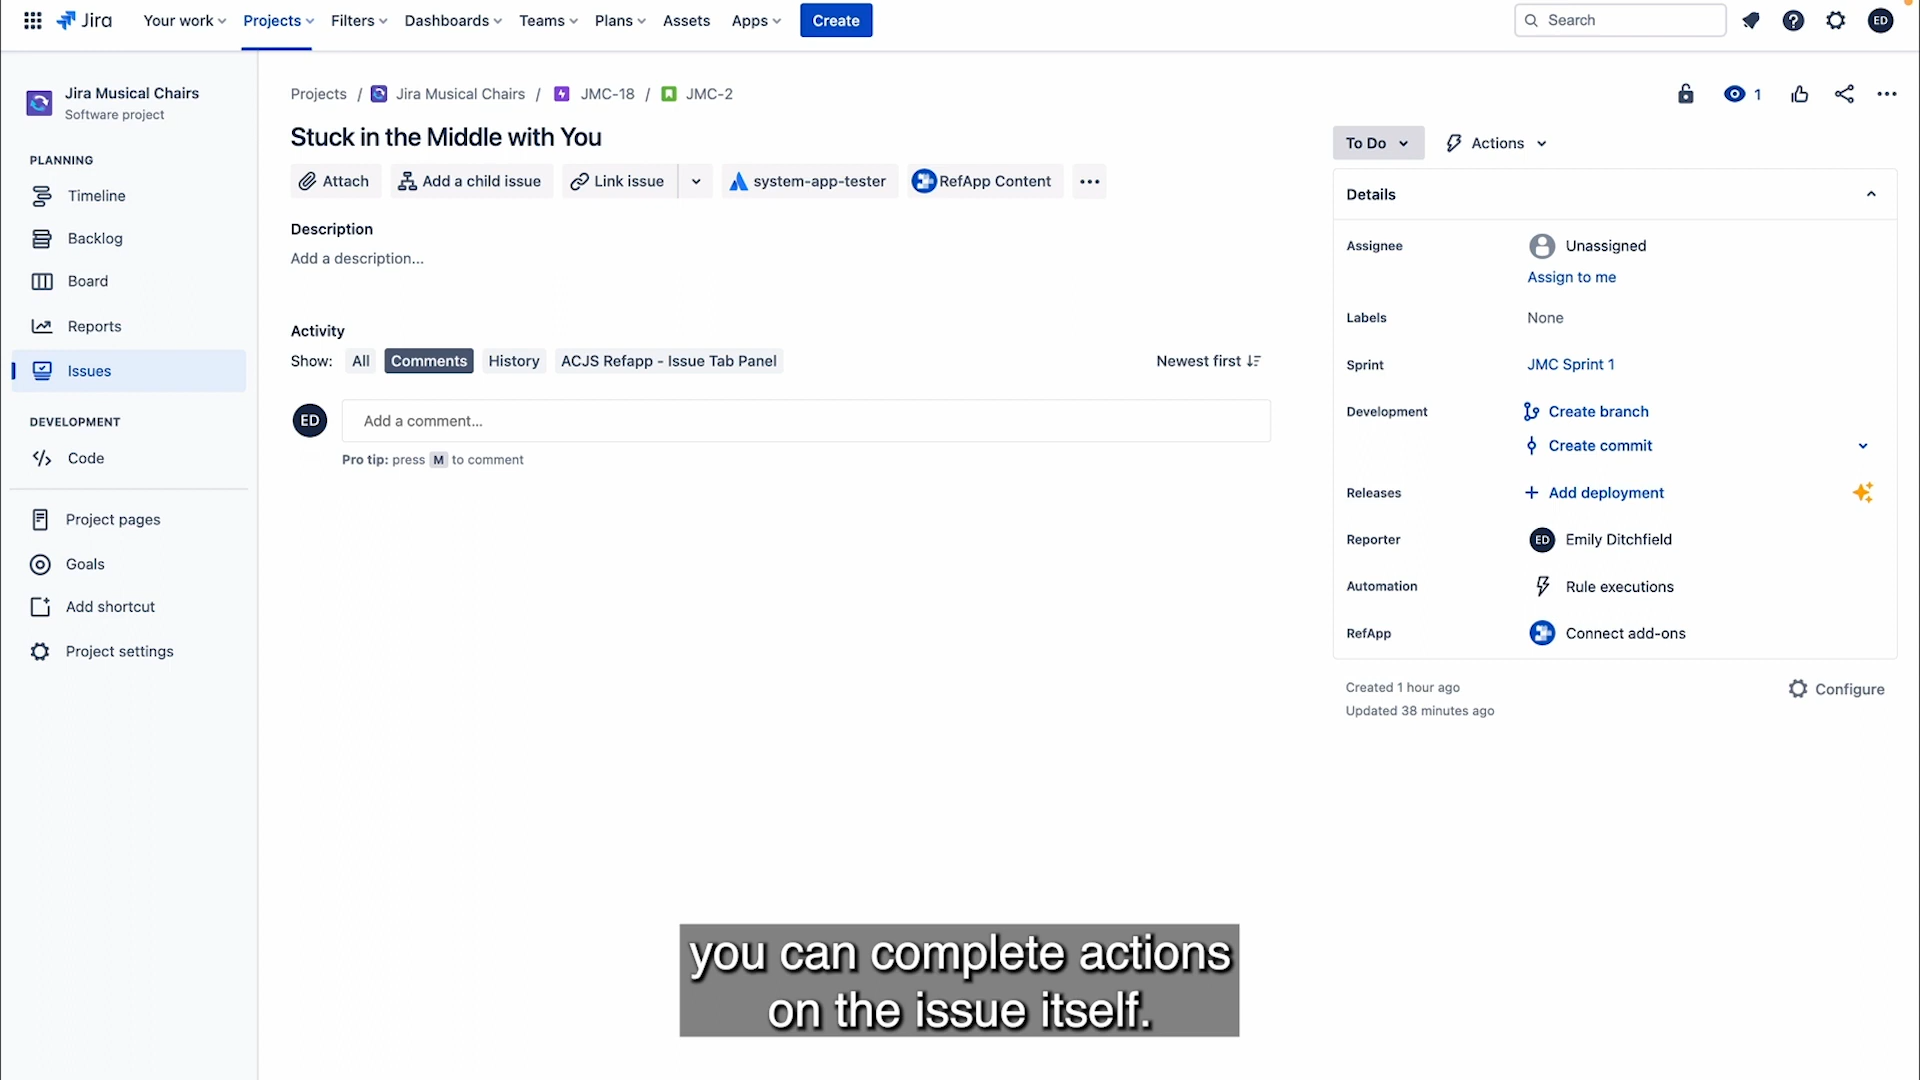 Jira Your work Projects Filters Dashboards Teams Plans Assets Apps Create Search ED
Jira Musical Chairs
Software project
PLANNING
Timeline
Backlog
Board
Reports
Issues
DEVELOPMENT
Code
Project pages
Goals
Add shortcut
Project settings
Projects / Jira Musical Chairs / JMC-18 / JMC-2
1
Stuck in the Middle with You
Attach Add a child issue Link issue system-app-tester RefApp Content
Description
Add a description...
Activity
Show: All Comments History ACJS Refapp - Issue Tab Panel Newest first
ED Add a comment...
Pro tip: press M to comment
To Do Actions
Details
Assignee Unassigned
Assign to me
Labels None
Sprint JMC Sprint 1
Development Create branch
Create commit
Releases Add deployment
Reporter ED Emily Ditchfield
Automation Rule executions
RefApp Connect add-ons
Created 1 hour ago Configure
Updated 38 minutes ago
you can complete actions
on the issue itself.